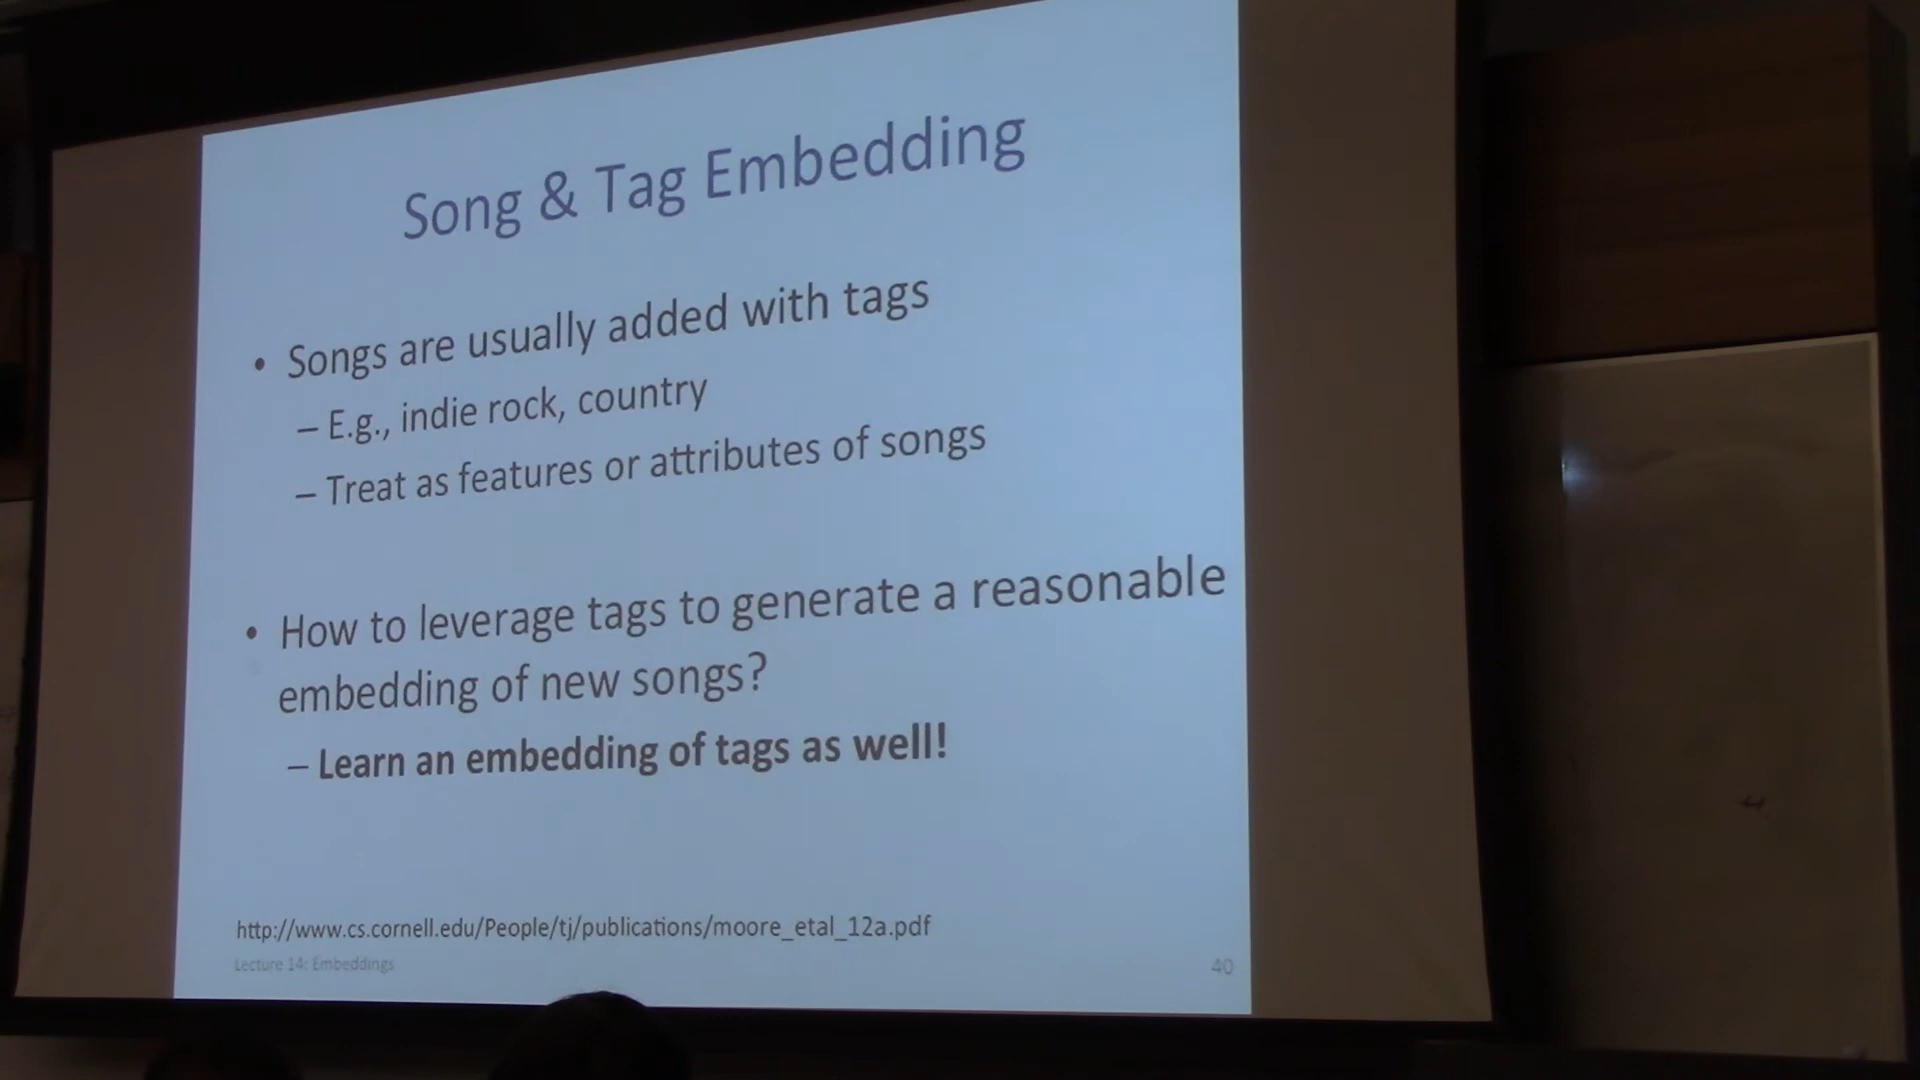 Song & Tag Embedding
• Songs are usually added with tags
– E.g., indie rock, country
– Treat as features or attributes of songs
• How to leverage tags to generate a reasonable
embedding of new songs?
– Learn an embedding of tags as well!
http://www.cs.cornell.edu/People/tj/publications/moore_etal_12a.pdf
Lecture 14: Embeddings
40